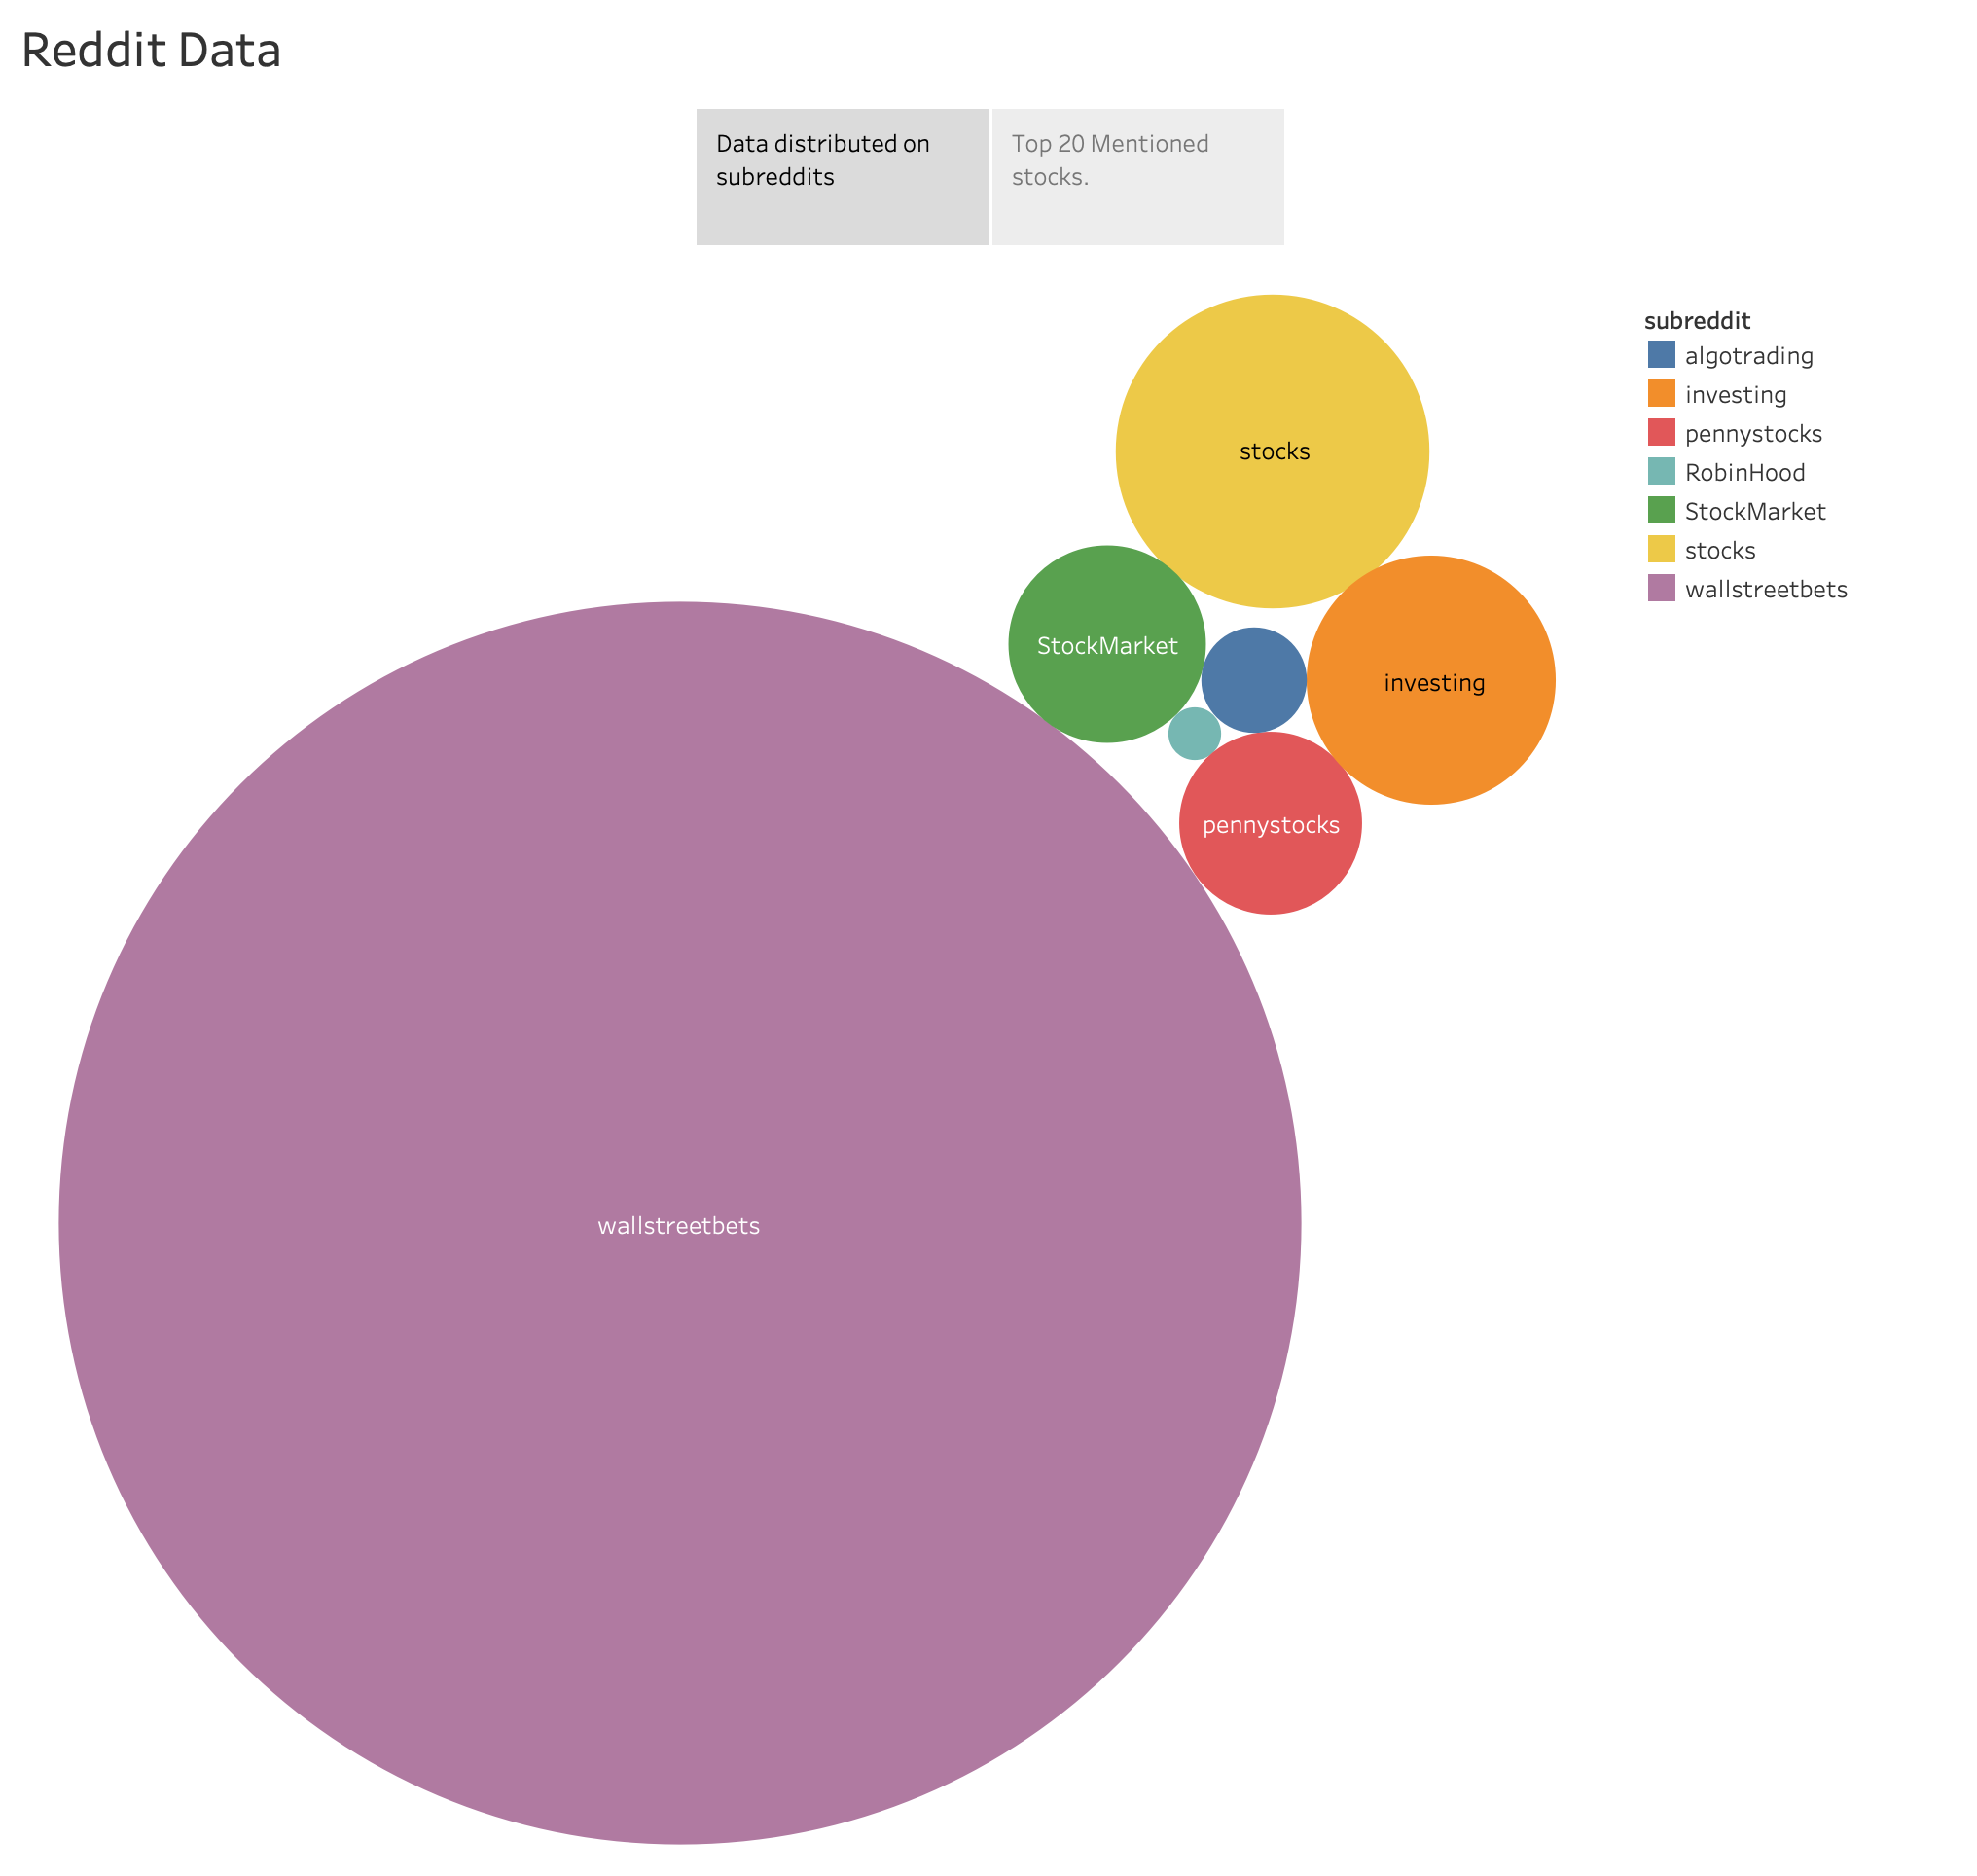 Reddit Data
Data distributed on
subreddits
Top 20 Mentioned
stocks.
subreddit
algotrading
investing
pennystocks
RobinHood
StockMarket
stocks
wallstreetbets
stocks
StockMarket
investing
pennystocks
wallstreetbets